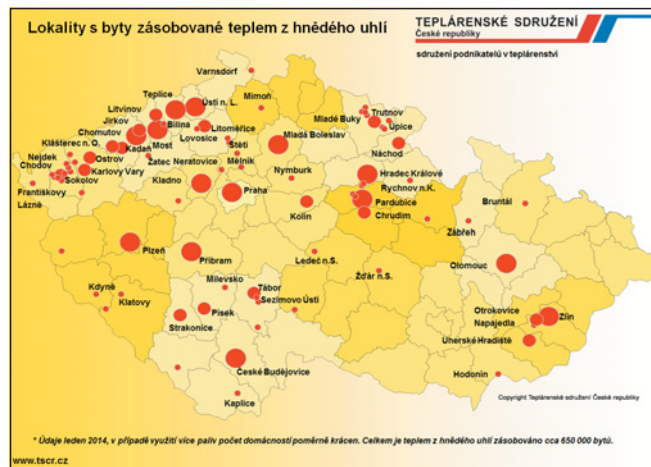 Lokality s byty zásobované teplem z hnědého uhlí
TEPLÁRENSKÉ SDRUŽENÍ
České republiky
sdružení podnikatelů v teplárenství
Varnsdorf
Teplice
Ústí n. L.
Mimoň
Litvínov
Mladé Buky
Trutnov
Jirkov
Bílina
Litoměřice
Úpice
Chomutov
Mladá Boleslav
Klášterec n. O.
Kadaň
Most
Lovosice
Štětí
Náchod
Nejdek
Ostrov
Žatec
Neratovice
Mělník
Chodov
Karlovy Vary
Nymburk
Hradec Králové
Sokolov
Kladno
Praha
Rychnov n.K.
Františkovy
Lázně
Kolín
Pardubice
Bruntál
Chrudim
Zábřeh
Plzeň
Příbram
Ledeč n.S.
Olomouc
Žďár n.S.
Milevsko
Tábor
Kdyně
Sezimovo Ústí
Klatovy
Písek
Otrokovice
Strakonice
Napajedla
Zlín
Uherské Hradiště
České Budějovice
Hodonín
Kaplice
Copyright Teplárenské sdružení České republiky
* Údaje leden 2014, v případě využití více paliv počet domácností poměrně krácen. Celkem je teplem z hnědého uhlí zásobováno cca 650 000 bytů.
www.tscr.cz